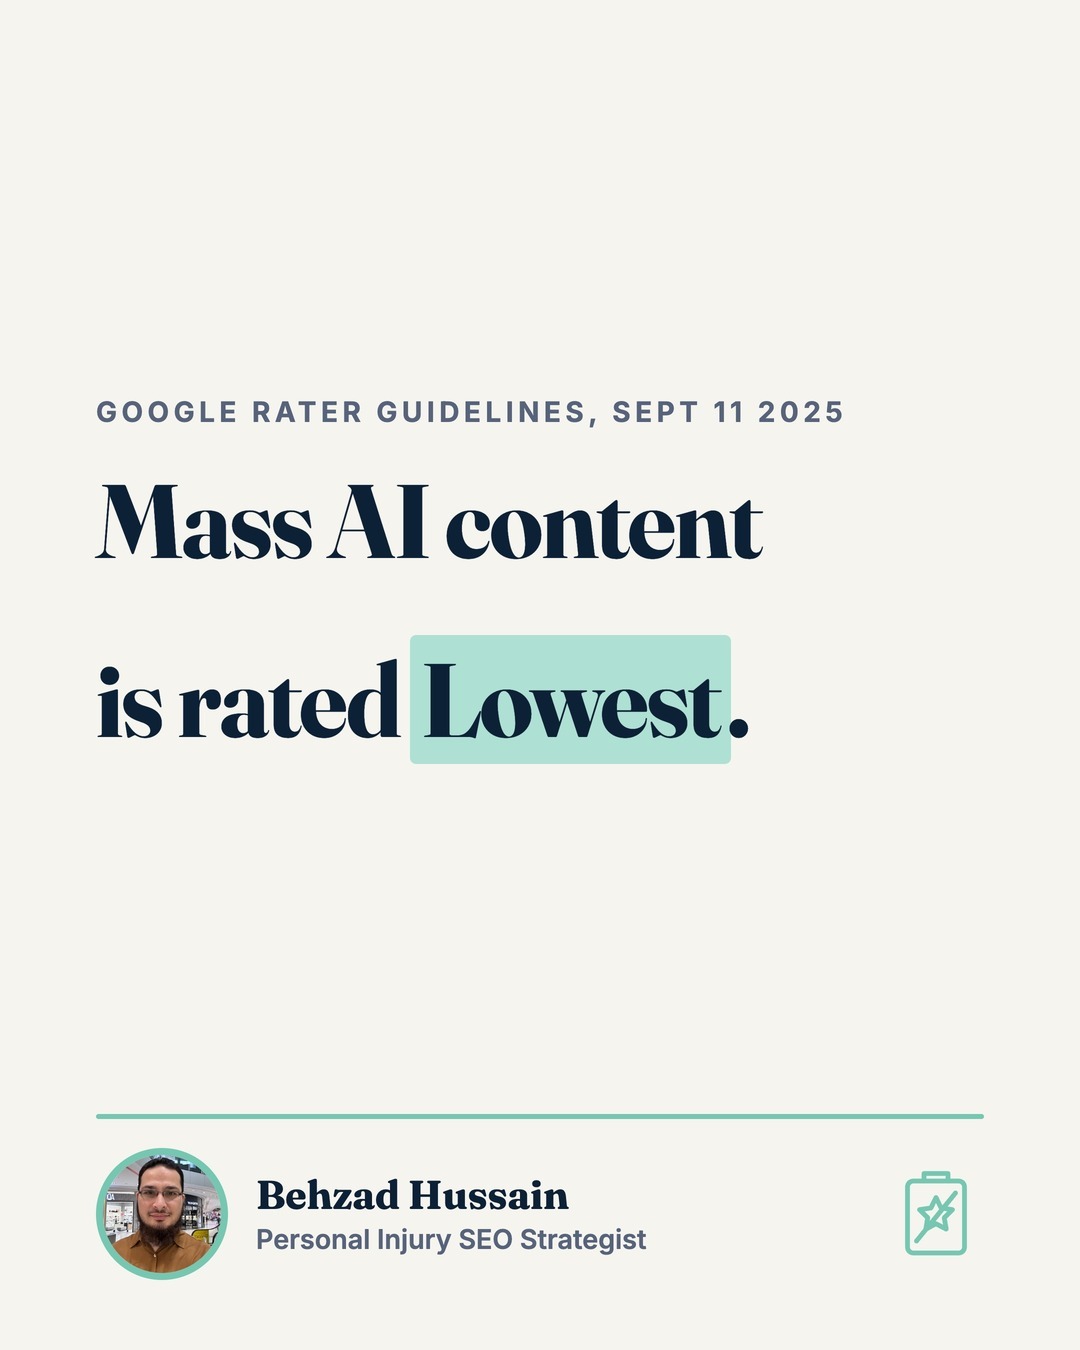 GOOGLE RATER GUIDELINES, SEPT 11 2025
Mass AI content
is rated Lowest.
Behzad Hussain
Personal Injury SEO Strategist